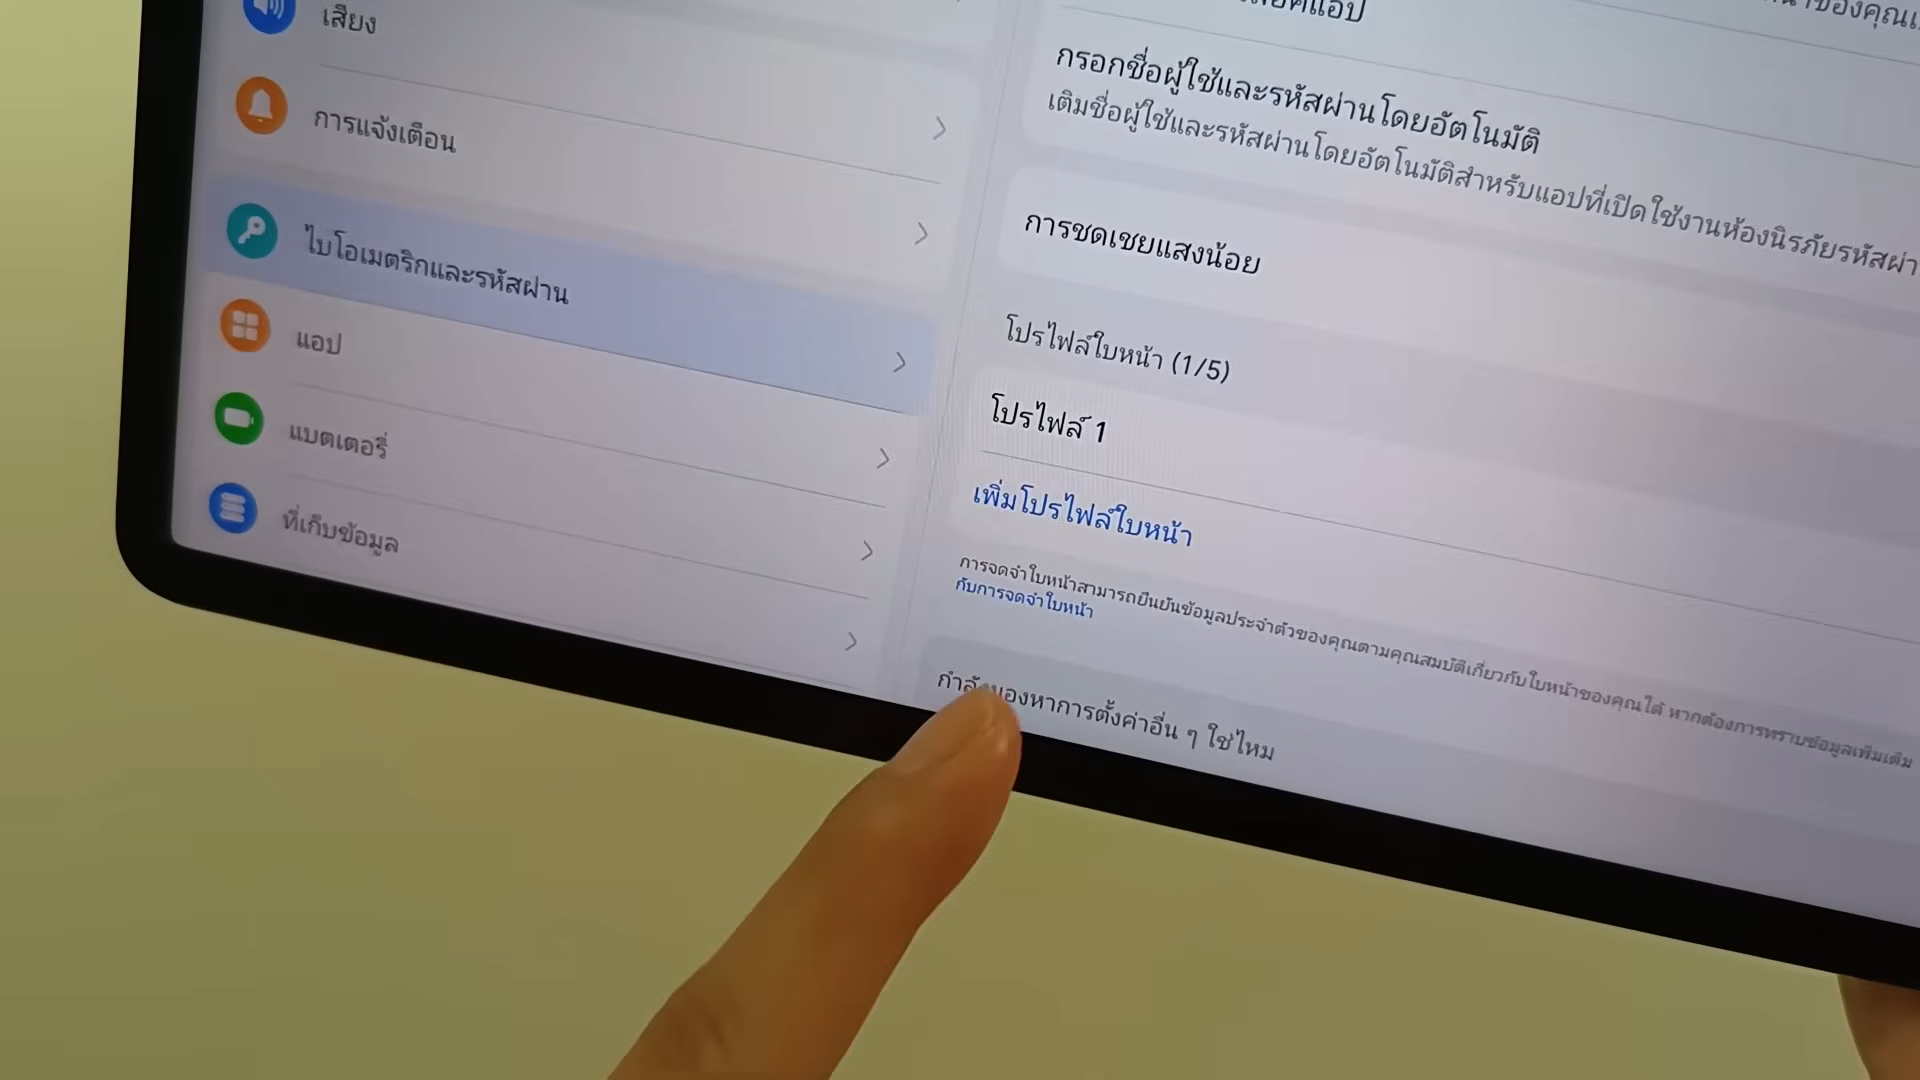 เสียง
การแจ้งเตือน
ไบโอเมตริกและรหัสผ่าน
แอป
แบตเตอรี่
ที่เก็บข้อมูล
กรอกชื่อผู้ใช้และรหัสผ่านโดยอัตโนมัติ
เติมชื่อผู้ใช้และรหัสผ่านโดยอัตโนมัติสำหรับแอปที่เปิดใช้งานห้องนิรภัยรหัสผ่า
การชดเชยแสงน้อย
โปรไฟล์ใบหน้า (1/5)
โปรไฟล์ 1
เพิ่มโปรไฟล์ใบหน้า
การจดจำใบหน้าสามารถยืนยันข้อมูลประจำตัวของคุณตามคุณสมบัติเกี่ยวกับใบหน้าของคุณได้ หากต้องการทราบข้อมูลเพิ่มเติม
กับการจดจำใบหน้า
การตั้งค่าอื่น ๆ ใช่ไหม